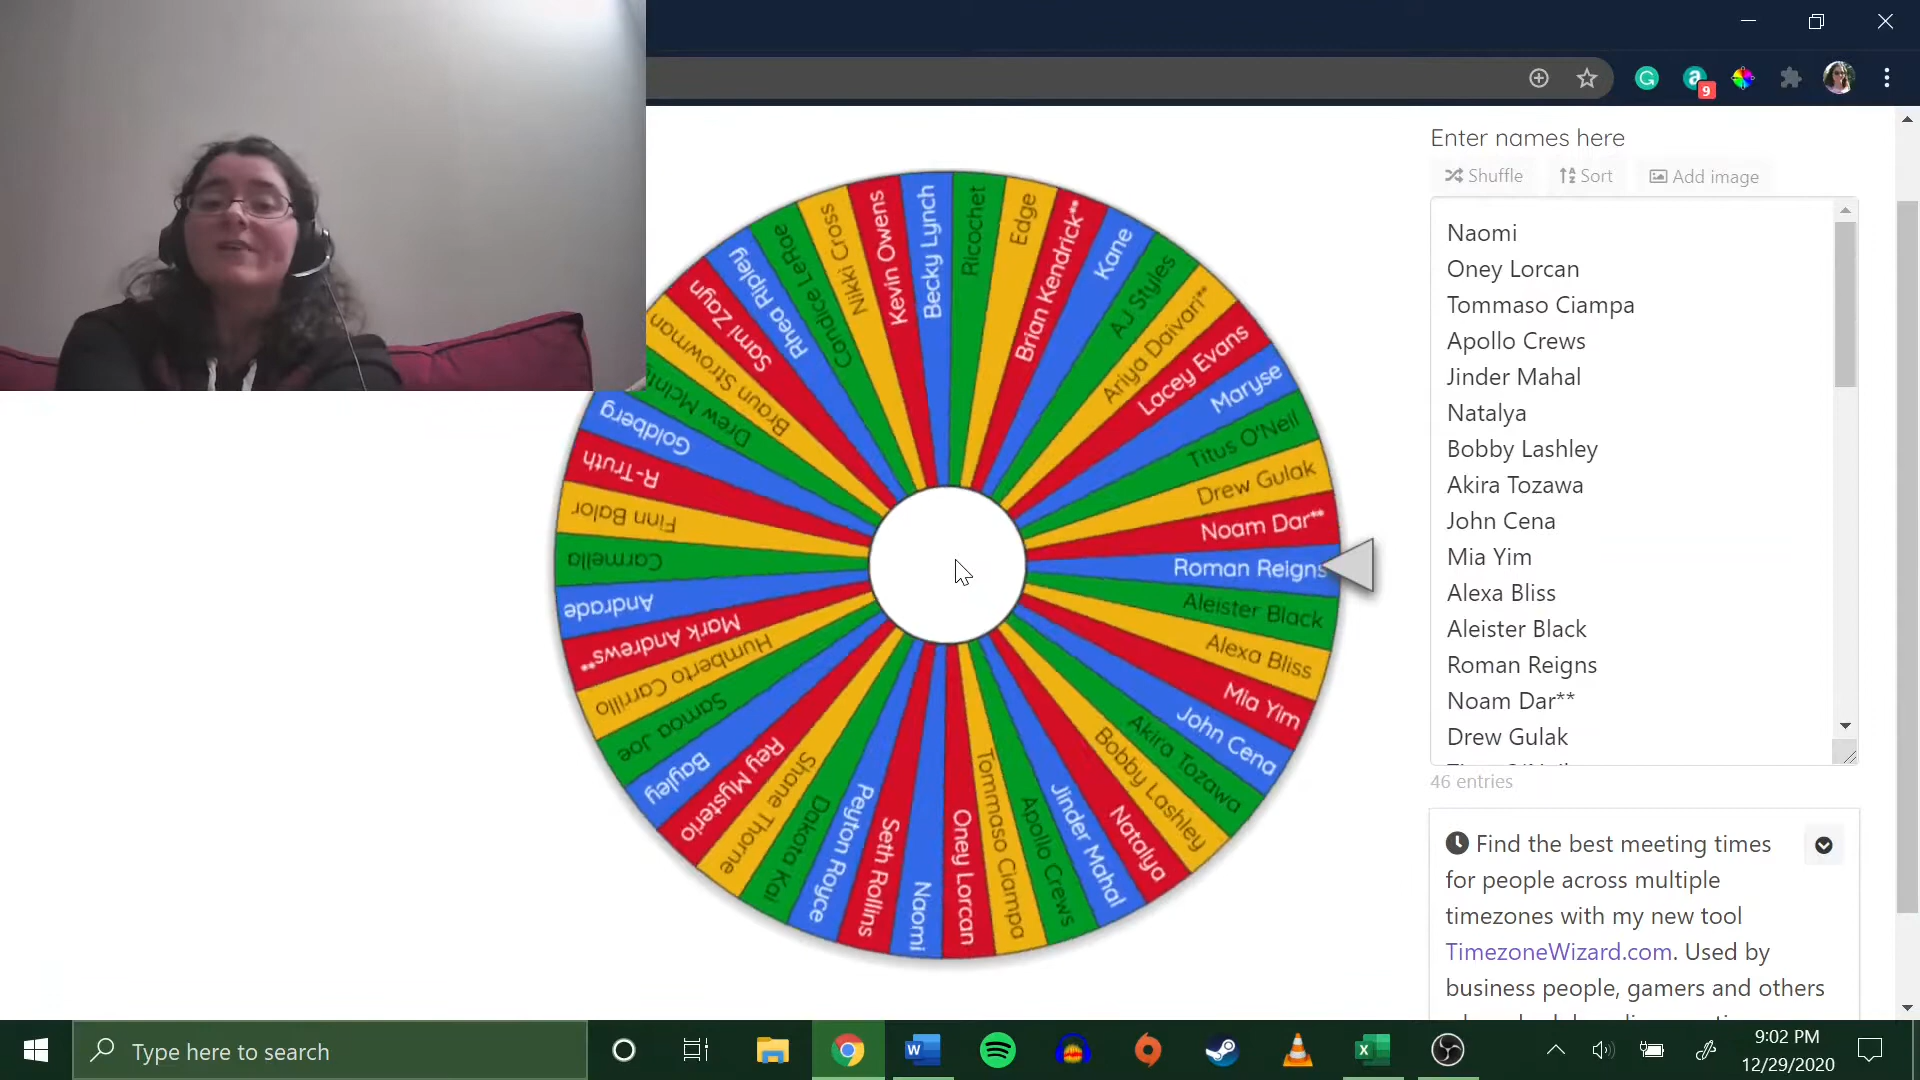 9
Enter names here
Shuffle
Sort
Add image
Naomi
Oney Lorcan
Tommaso Ciampa
Apollo Crews
Jinder Mahal
Natalya
Bobby Lashley
Akira Tozawa
John Cena
Mia Yim
Alexa Bliss
Aleister Black
Roman Reigns
Noam Dar**
Drew Gulak
46 entries
Find the best meeting times
for people across multiple
timezones with my new tool
TimezoneWizard.com. Used by
business people, gamers and others
Becky Lynch
Ricochet
Edge
Brian Kendrick**
Kane
AJ Styles
Ariya Daivari**
Lacey Evans
Maryse
Titus O'Neil
Drew Gulak
Noam Dar**
Roman Reigns
Aleister Black
Alexa Bliss
Mia Yim
John Cena
Akira Tozawa
Bobby Lashley
Natalya
Jinder Mahal
Apollo Crews
Tommaso Ciampa
Oney Lorcan
Naomi
Seth Rollins
Peyton Royce
Dakota Kai
Shane Thorne
Rey Mysterio
Bayley
Samoa Joe
Humberto Carrillo
Mark Andrews**
Andrade
Carmella
Finn Balor
R-Truth
Goldberg
Drew McInt
Braun Strowman
Sami Zayn
Rhea Ripley
Candice LeRae
Nikki Cross
Kevin Owens
Type here to search
9:02 PM
12/29/2020